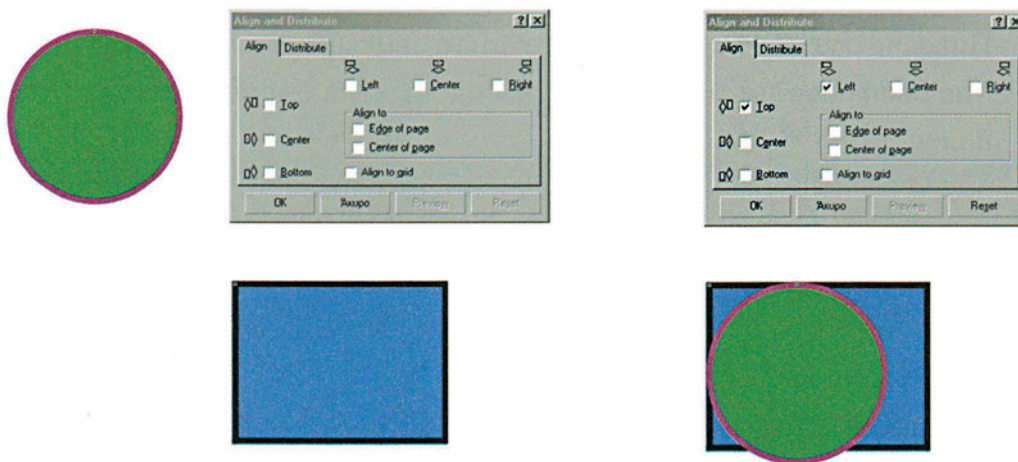 Align and Distribute
Align Distribute
Left Center Right
Top
Align to
Edge of page
Center
Center of page
Bottom Align to grid
OK Άκυρο Preview Reset
Align and Distribute
Align Distribute
Left Center Right
Top
Align to
Edge of page
Center
Center of page
Bottom Align to grid
OK Άκυρο Preview Reset